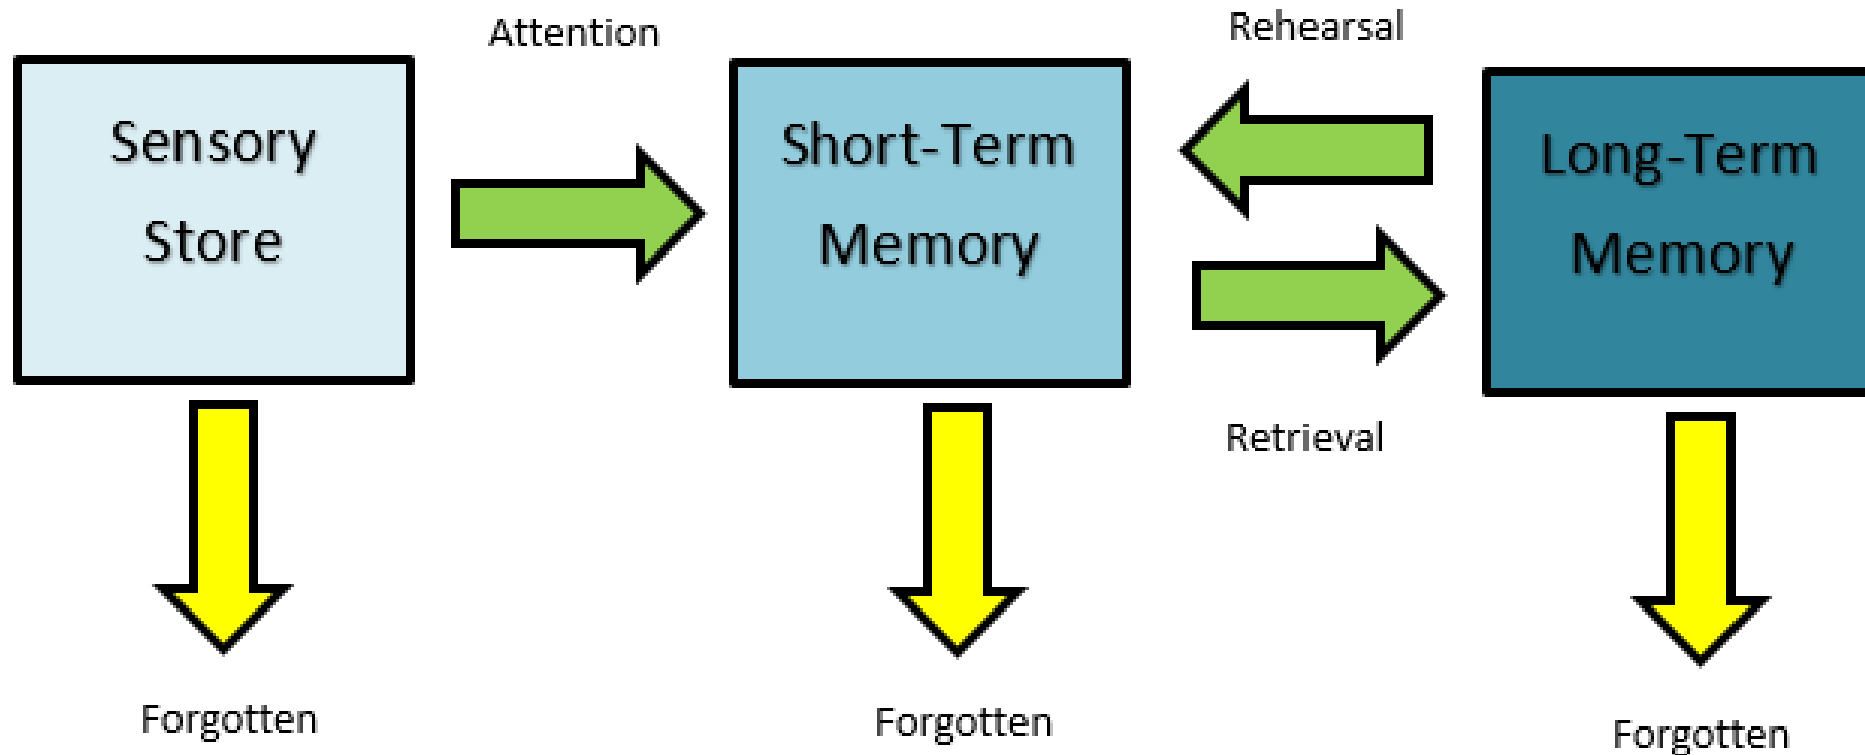 Attention
Rehearsal
Sensory
Store
Short-Term
Memory
Long-Term
Memory
Retrieval
Forgotten
Forgotten
Forgotten